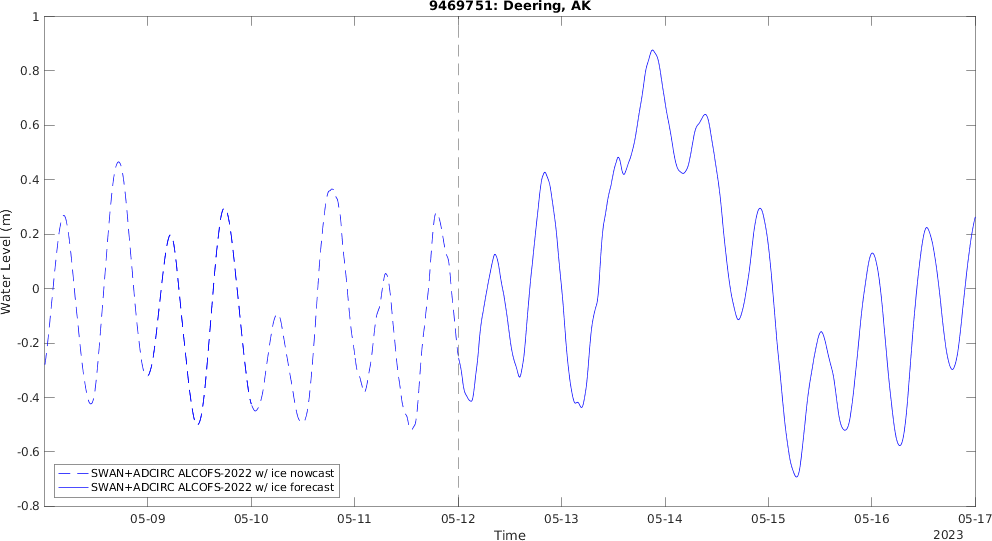 9469751: Deering, AK
1
0.8
0.6
0.4
0.2
0
-0.2
-0.4
-0.6
-0.8
Water Level (m)
SWAN+ADCIRC ALCOFS-2022 w/ ice nowcast
SWAN+ADCIRC ALCOFS-2022 w/ ice forecast
05-09 05-10 05-11 05-12 05-13 05-14 05-15 05-16 05-17
Time
2023